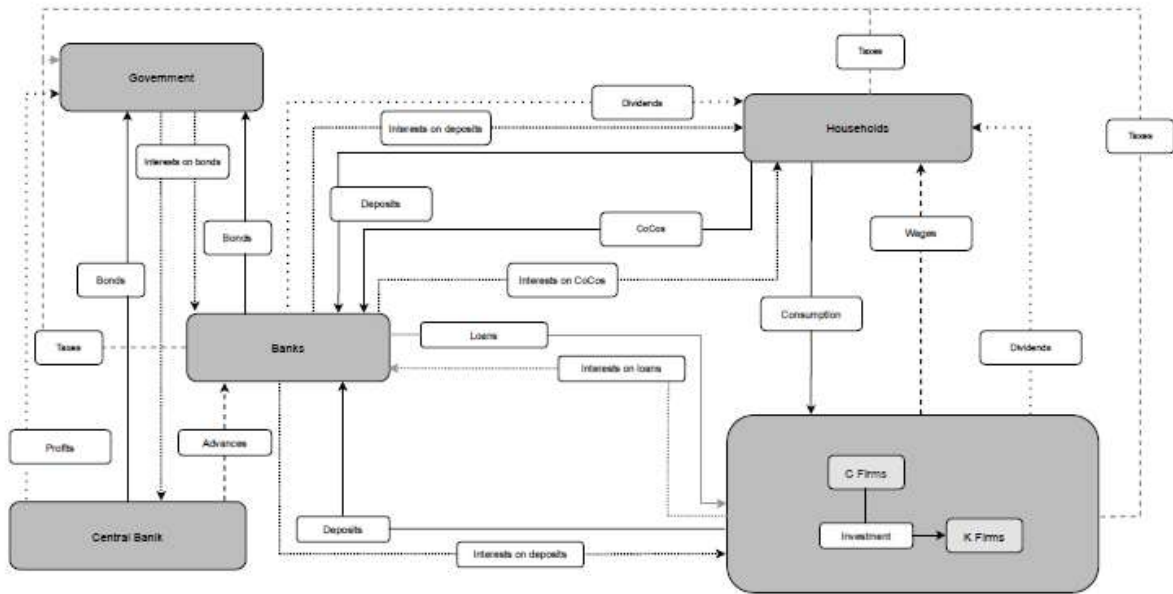 Taxes
Government
Dividends
Households
Taxes
Interests on deposits
Interests on bonds
Deposits
CoCos
Wages
Bonds
Bonds
Interests on CoCos
Consumption
Loans
Taxes
Banks
Dividends
Interests on loans
Profits
Advances
C Firms
Central Bank
Deposits
Investment
K Firms
Interests on deposits